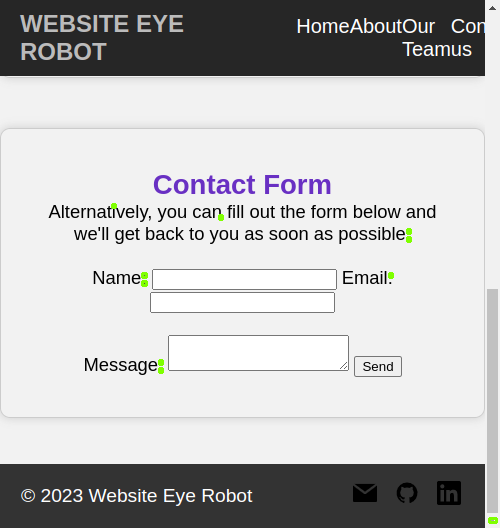 WEBSITE EYE
ROBOT
HomeAboutOur Con
Teamus
Contact Form
Alternatively, you can fill out the form below and
we'll get back to you as soon as possible:
Name: Email:
Message: Send
© 2023 Website Eye Robot